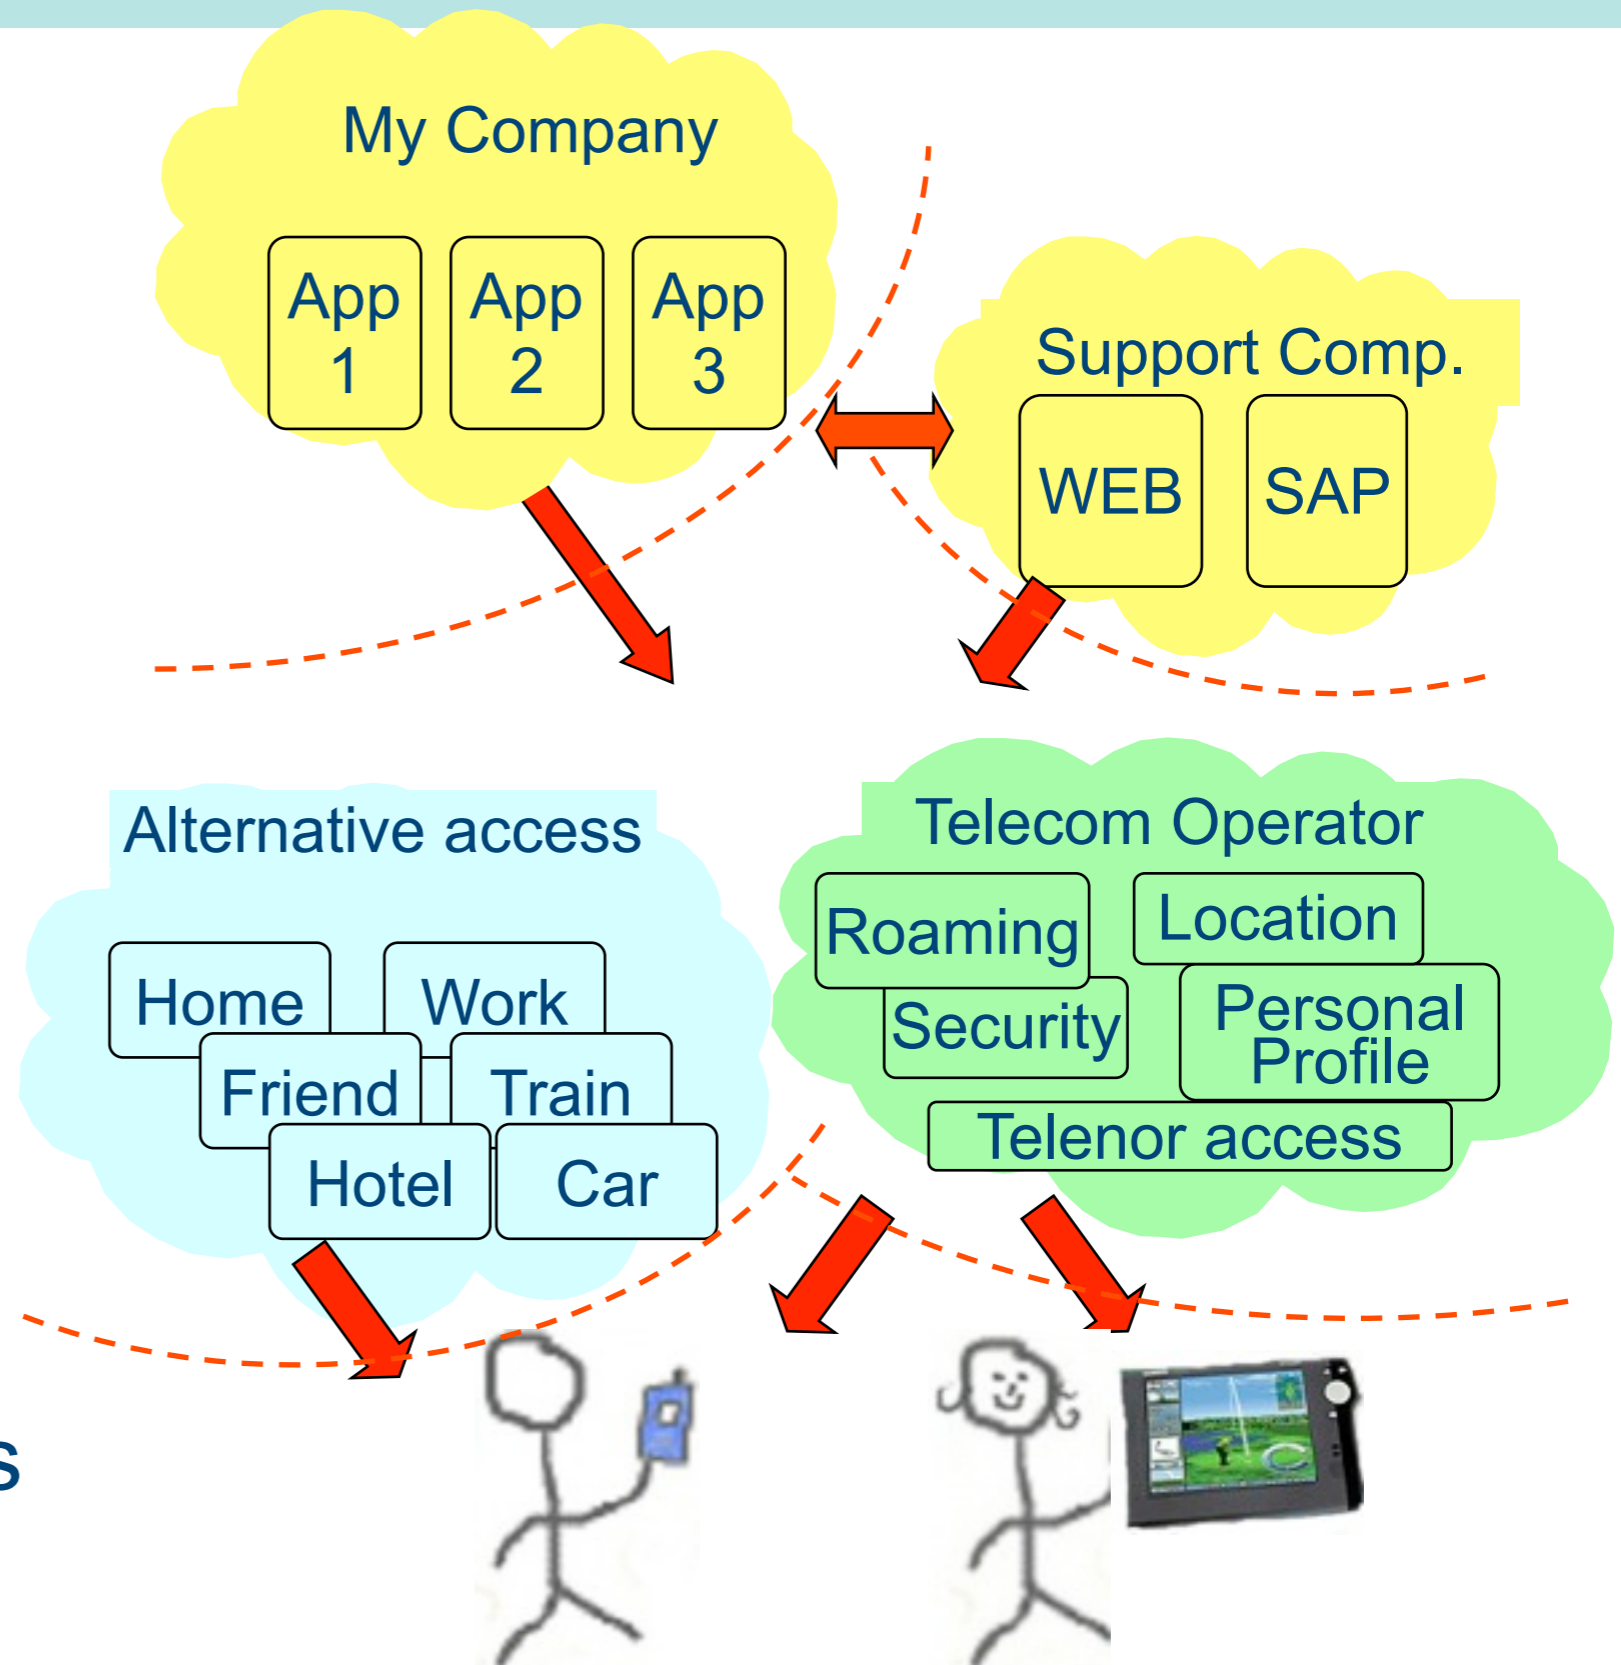 My Company
App
1
App
2
App
3
Support Comp.
WEB
SAP
Alternative access
Home
Work
Friend
Train
Hotel
Car
Telecom Operator
Roaming
Location
Security
Personal
Profile
Telenor access
s